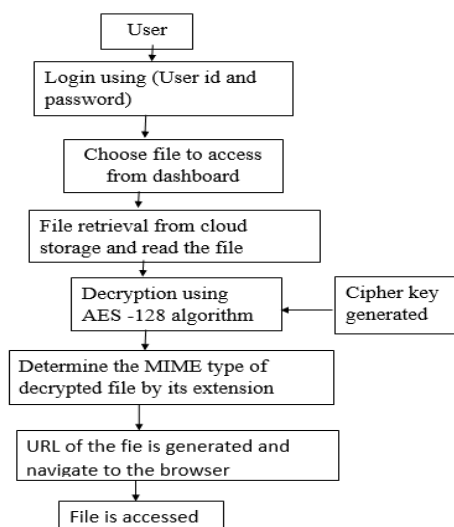 User
Login using (User id and
password)
Choose file to access
from dashboard
File retrieval from cloud
storage and read the file
Decryption using
AES -128 algorithm
Cipher key
generated
Determine the MIME type of
decrypted file by its extension
URL of the fie is generated and
navigate to the browser
File is accessed